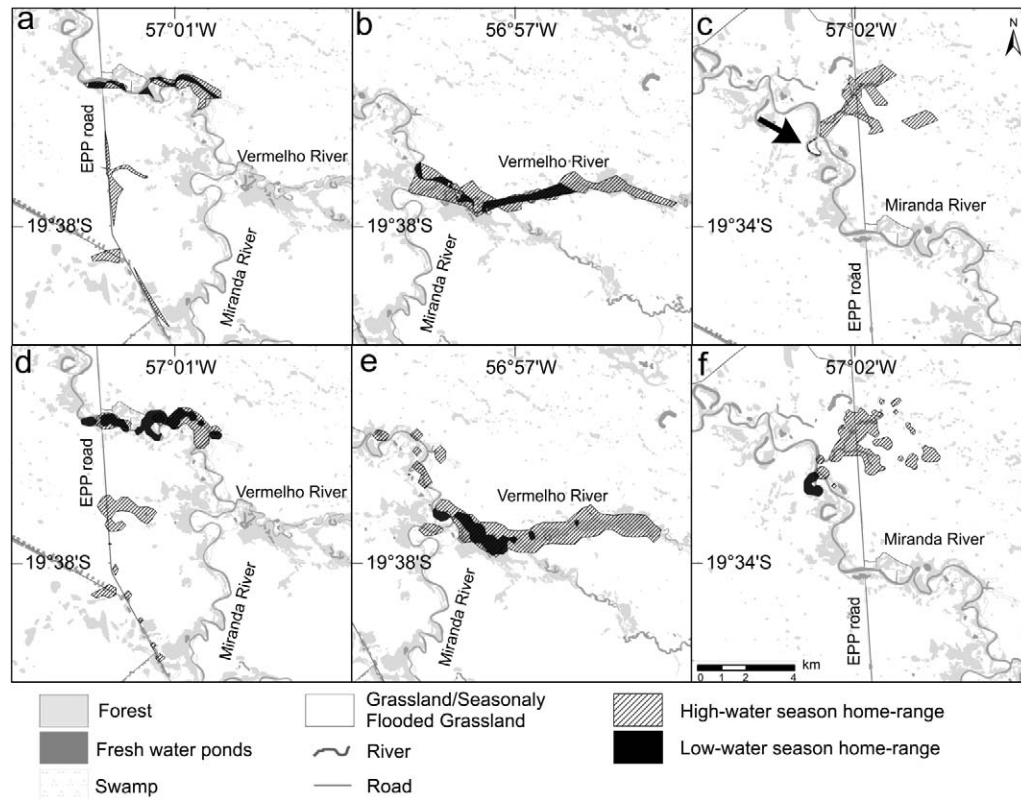 a
57°01'W
EPP road
Vermelho River
19°38'S
Miranda River
b
56°57'W
Vermelho River
19°38'S
Miranda River
c
57°02'W
N
Miranda River
19°34'S
EPP road
d
57°01'W
EPP road
Vermelho River
19°38'S
Miranda River
e
56°57'W
Vermelho River
19°38'S
Miranda River
f
57°02'W
Miranda River
19°34'S
EPP road
km
0 1 2 4
Forest
Fresh water ponds
Swamp
Grassland/Seasonaly
Flooded Grassland
River
Road
High-water season home-range
Low-water season home-range